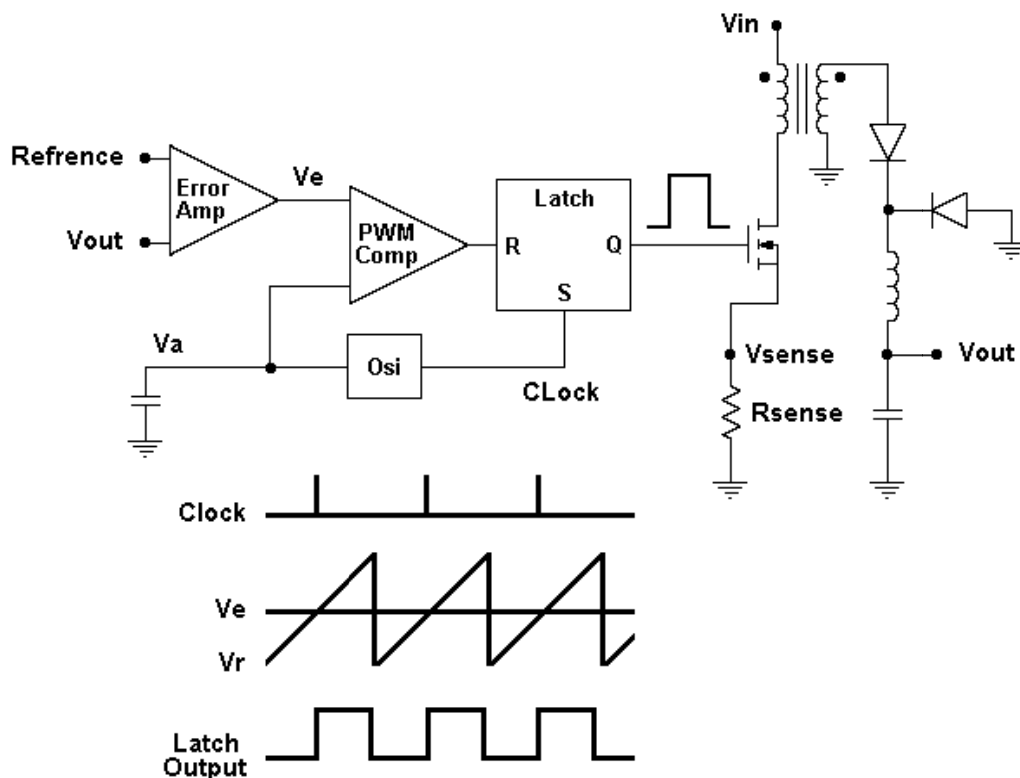 Vin
Refrence
Error
Amp
Ve
Vout
PWM
Comp
Latch
R
Q
S
Va
Osi
CLock
Vsense
Rsense
Vout
Clock
Ve
Vr
Latch
Output